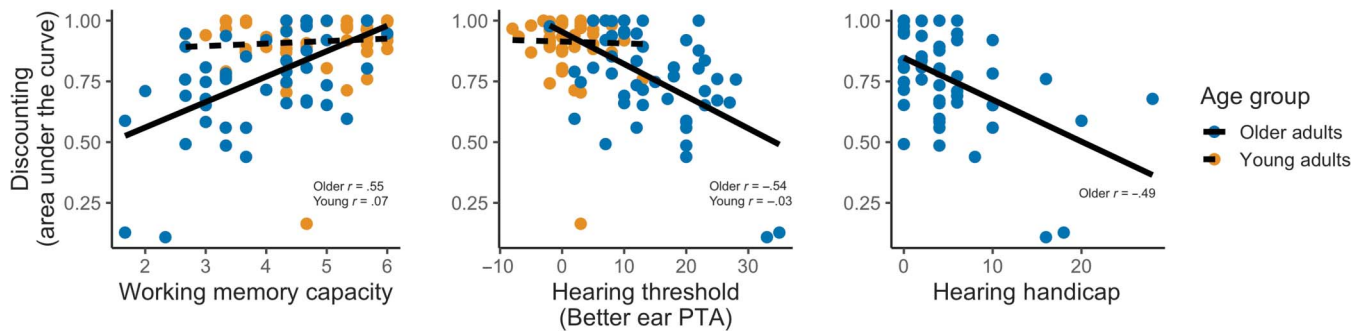 Discounting
(area under the curve)
1.00
0.75
0.50
0.25
Older r = .55
Young r = .07
2 3 4 5 6
Working memory capacity
1.00
0.75
0.50
0.25
Older r = –.54
Young r = –.03
−10 0 10 20 30
Hearing threshold
(Better ear PTA)
1.00
0.75
0.50
0.25
Older r = –.49
0 10 20
Hearing handicap
Age group
Older adults
Young adults